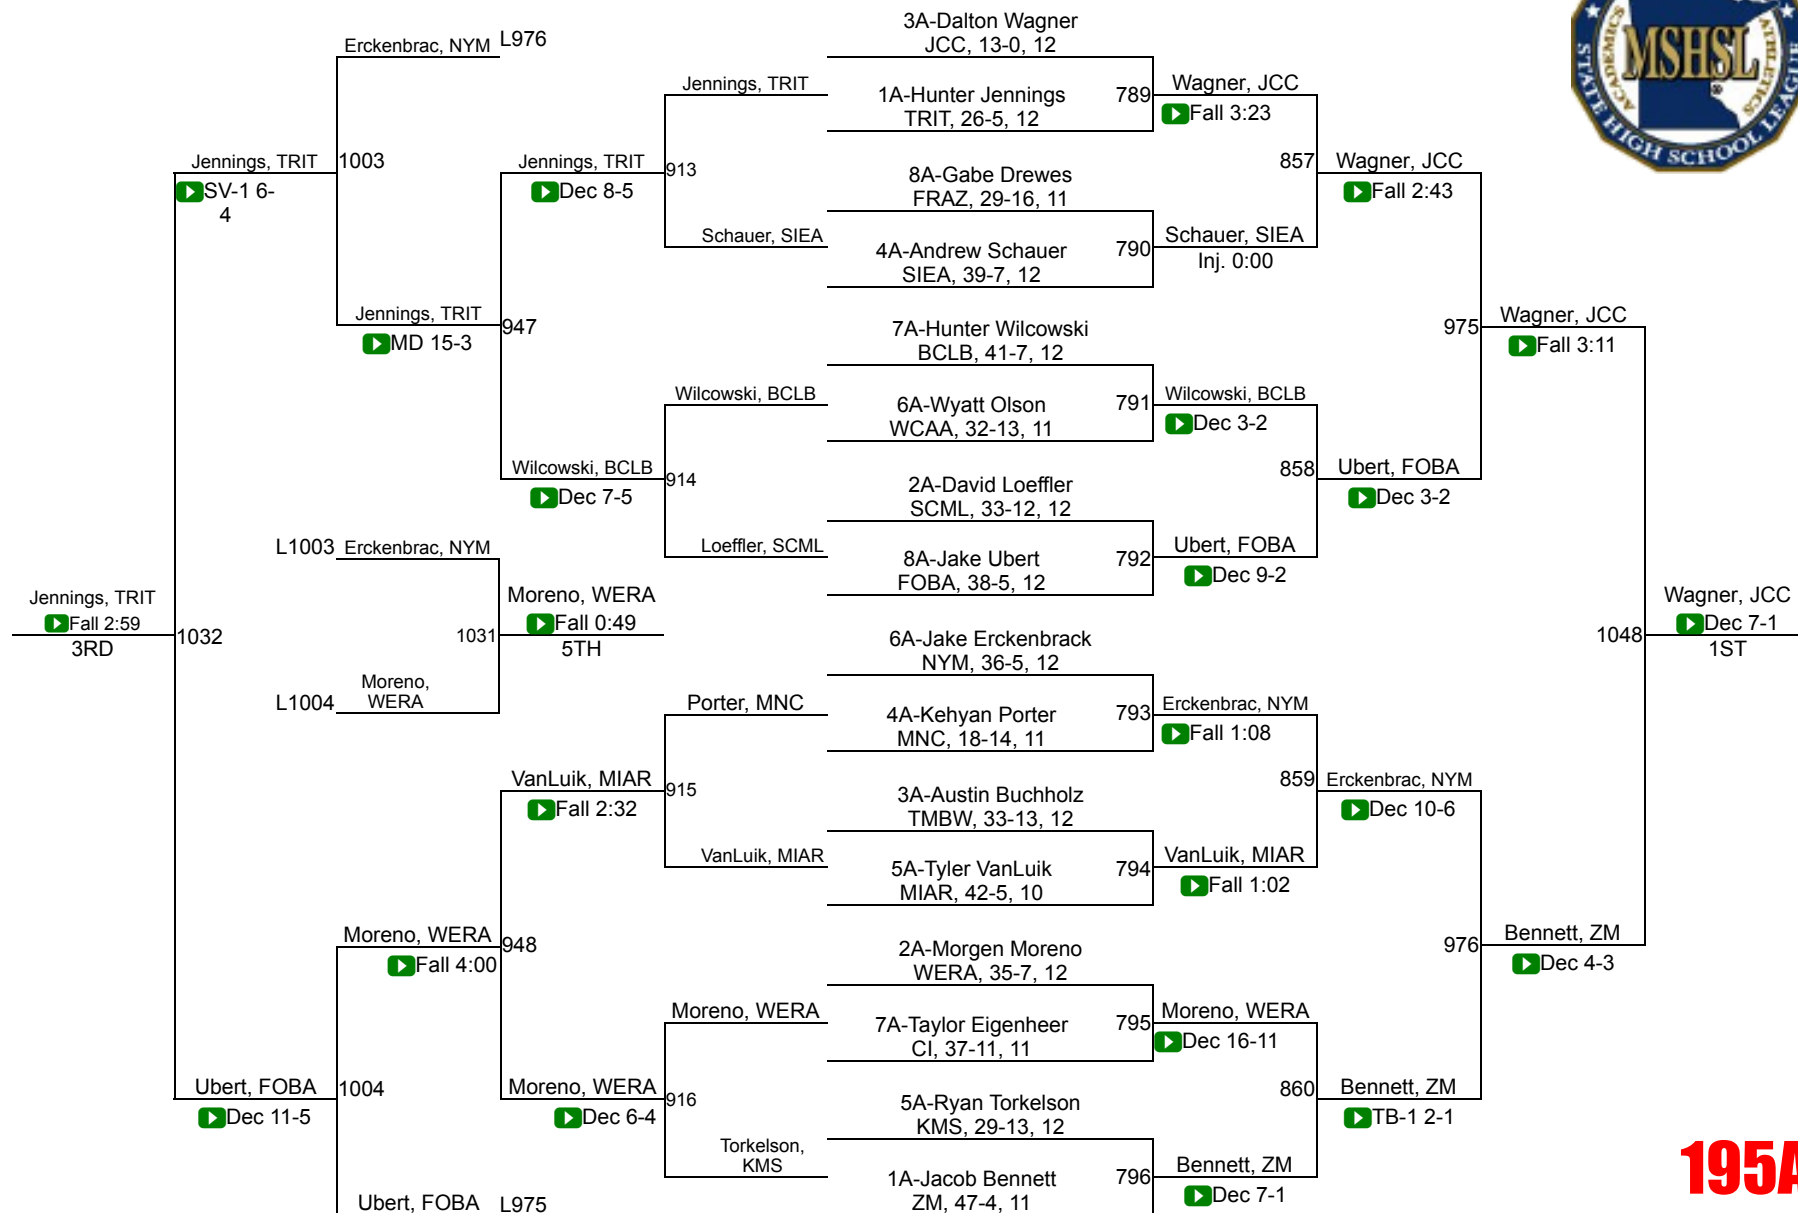 Erckenbrac, NYM L976
Jennings, TRIT
SV-1 6-
4
1003
Jennings, TRIT
MD 15-3
Jennings, TRIT
Dec 8-5
947
Wilcowski, BCLB
Dec 7-5
Jennings, TRIT
913
Schauer, SIEA
Wilcowski, BCLB
914
Loeffler, SCML
L1003 Erckenbrac, NYM
Moreno, WERA
Fall 0:49
5TH
1031
L1004
Moreno,
WERA
Jennings, TRIT
Fall 2:59
3RD
1032
Porter, MNC
VanLuik, MIAR
Fall 2:32
915
VanLuik, MIAR
Moreno, WERA
Fall 4:00
948
Moreno, WERA
Moreno, WERA
Dec 6-4
916
Torkelson,
KMS
Ubert, FOBA
Dec 11-5
1004
Ubert, FOBA L975
3A-Dalton Wagner
JCC, 13-0, 12
1A-Hunter Jennings
TRIT, 26-5, 12
789
Wagner, JCC
Fall 3:23
8A-Gabe Drewes
FRAZ, 29-16, 11
4A-Andrew Schauer
SIEA, 39-7, 12
790
Schauer, SIEA
Inj. 0:00
857
Wagner, JCC
Fall 2:43
7A-Hunter Wilcowski
BCLB, 41-7, 12
6A-Wyatt Olson
WCAA, 32-13, 11
791
Wilcowski, BCLB
Dec 3-2
2A-David Loeffler
SCML, 33-12, 12
8A-Jake Ubert
FOBA, 38-5, 12
792
Ubert, FOBA
Dec 9-2
858
Ubert, FOBA
Dec 3-2
975
Wagner, JCC
Fall 3:11
6A-Jake Erckenbrack
NYM, 36-5, 12
4A-Kehyan Porter
MNC, 18-14, 11
793
Erckenbrac, NYM
Fall 1:08
3A-Austin Buchholz
TMBW, 33-13, 12
5A-Tyler VanLuik
MIAR, 42-5, 10
794
VanLuik, MIAR
Fall 1:02
859
Erckenbrac, NYM
Dec 10-6
2A-Morgen Moreno
WERA, 35-7, 12
7A-Taylor Eigenheer
CI, 37-11, 11
795
Moreno, WERA
Dec 16-11
5A-Ryan Torkelson
KMS, 29-13, 12
1A-Jacob Bennett
ZM, 47-4, 11
796
Bennett, ZM
Dec 7-1
860
Bennett, ZM
TB-1 2-1
976
Bennett, ZM
Dec 4-3
1048
Wagner, JCC
Dec 7-1
1ST
MSHSL
ACADEMICS
ATHLETICS
STATE HIGH SCHOOL LEAGUE
195A